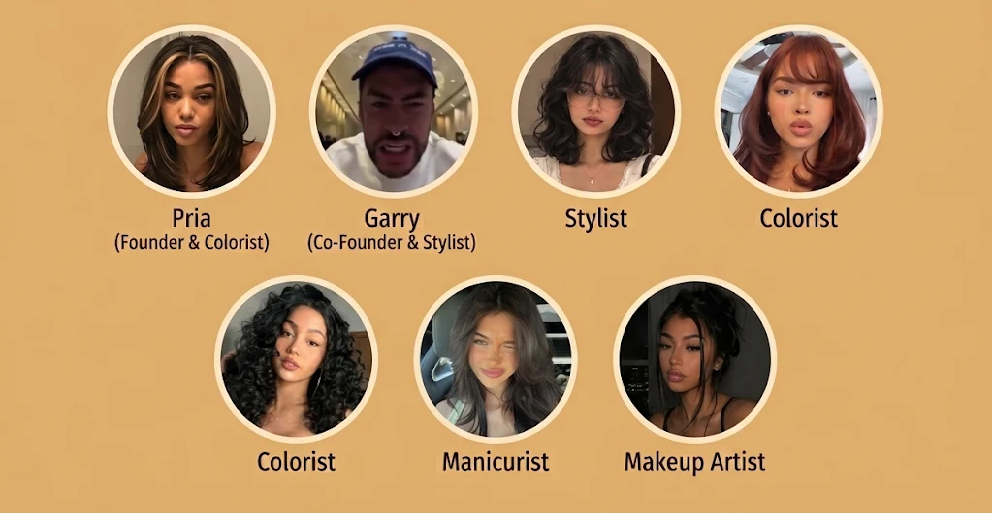 Pria
(Founder & Colorist)
Garry
(Co-Founder & Stylist)
Stylist
Colorist
Colorist
Manicurist
Makeup Artist